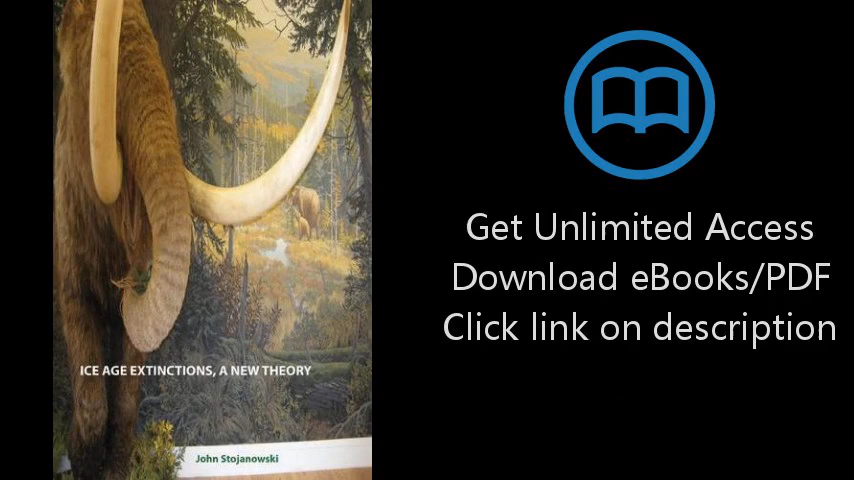 ICE AGE EXTINCTIONS, A NEW THEORY
John Stojanowski
Get Unlimited Access
Download eBooks/PDF
Click link on description